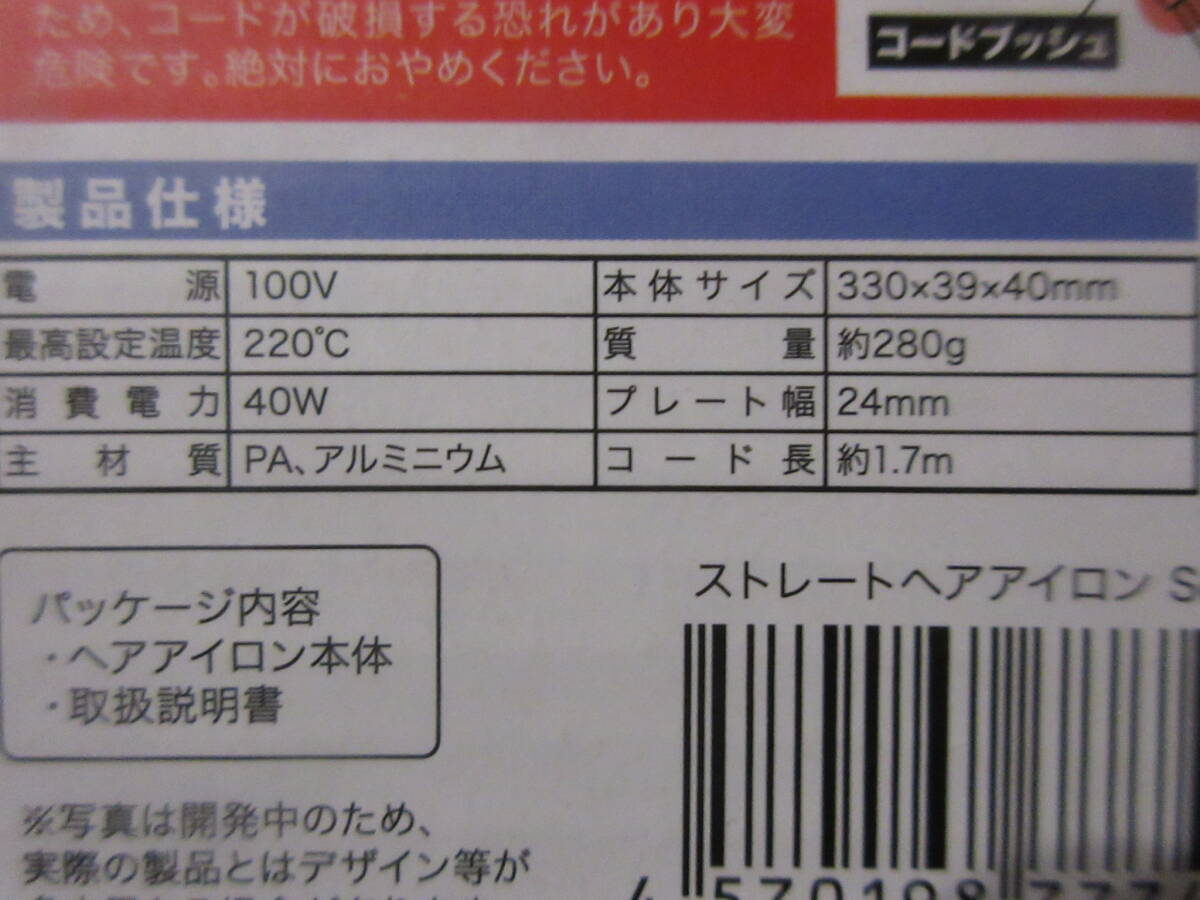 ため、コードが破損する恐れがあり大変
危険です。絶対におやめください。
コードブッシュ
製品仕様
電源 100V 本体サイズ 330×39×40mm
最高設定温度 220℃ 質量 約280g
消費電力 40W プレート幅 24mm
主材質 PA、アルミニウム コード長 約1.7m
パッケージ内容
・ヘアアイロン本体
・取扱説明書
ストレートヘアアイロン S
※写真は開発中のため、
実際の製品とはデザイン等が
4 570198